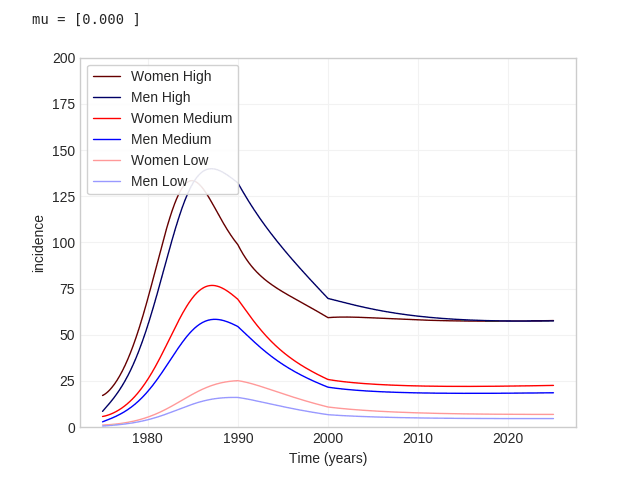 mu = [0.000 ]
200
175
150
125
100
75
50
25
0
incidence
Women High
Men High
Women Medium
Men Medium
Women Low
Men Low
1980
1990
2000
2010
2020
Time (years)